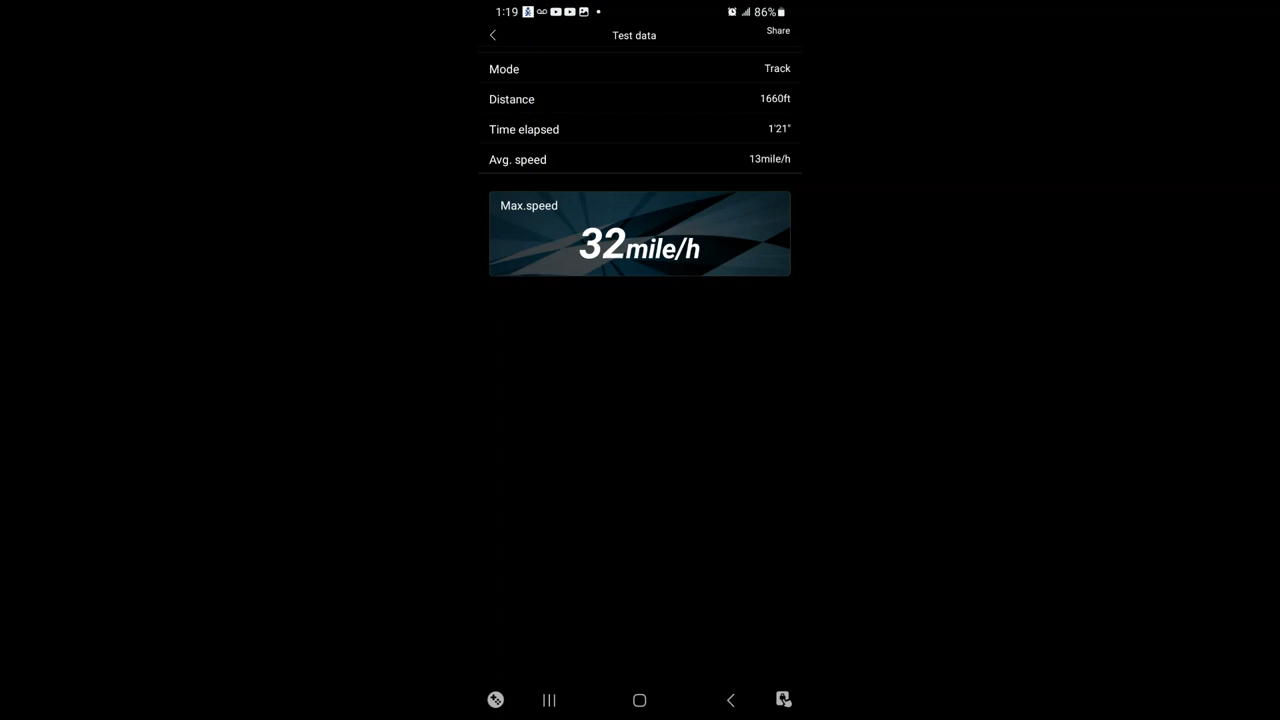 1:19 86%
Test data Share
Mode Track
Distance 1660ft
Time elapsed 1'21"
Avg. speed 13mile/h
Max.speed
32mile/h